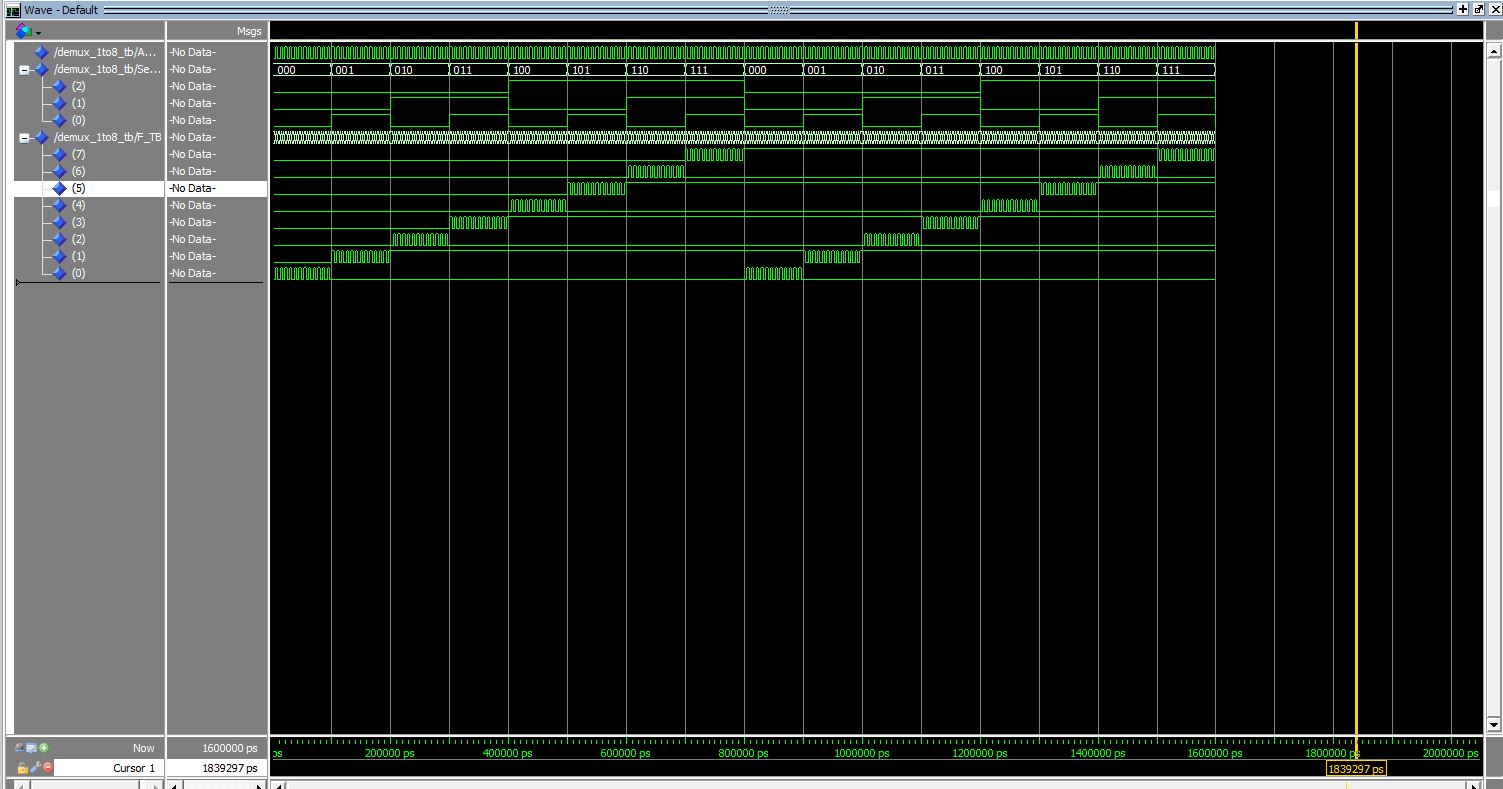 Wave - Default
Msgs
/demux_1to8_tb/A... -No Data-
/demux_1to8_tb/Se... -No Data- 000 001 010 011 100 101 110 111 000 001 010 011 100 101 110 111
(2) -No Data-
(1) -No Data-
(0) -No Data-
/demux_1to8_tb/F_TB -No Data-
(7) -No Data-
(6) -No Data-
(5) -No Data-
(4) -No Data-
(3) -No Data-
(2) -No Data-
(1) -No Data-
(0) -No Data-
Now 1600000 ps ps 200000 ps 400000 ps 600000 ps 800000 ps 1000000 ps 1200000 ps 1400000 ps 1600000 ps 1800000 ps 2000000 ps
Cursor 1 1839297 ps 1839297 ps